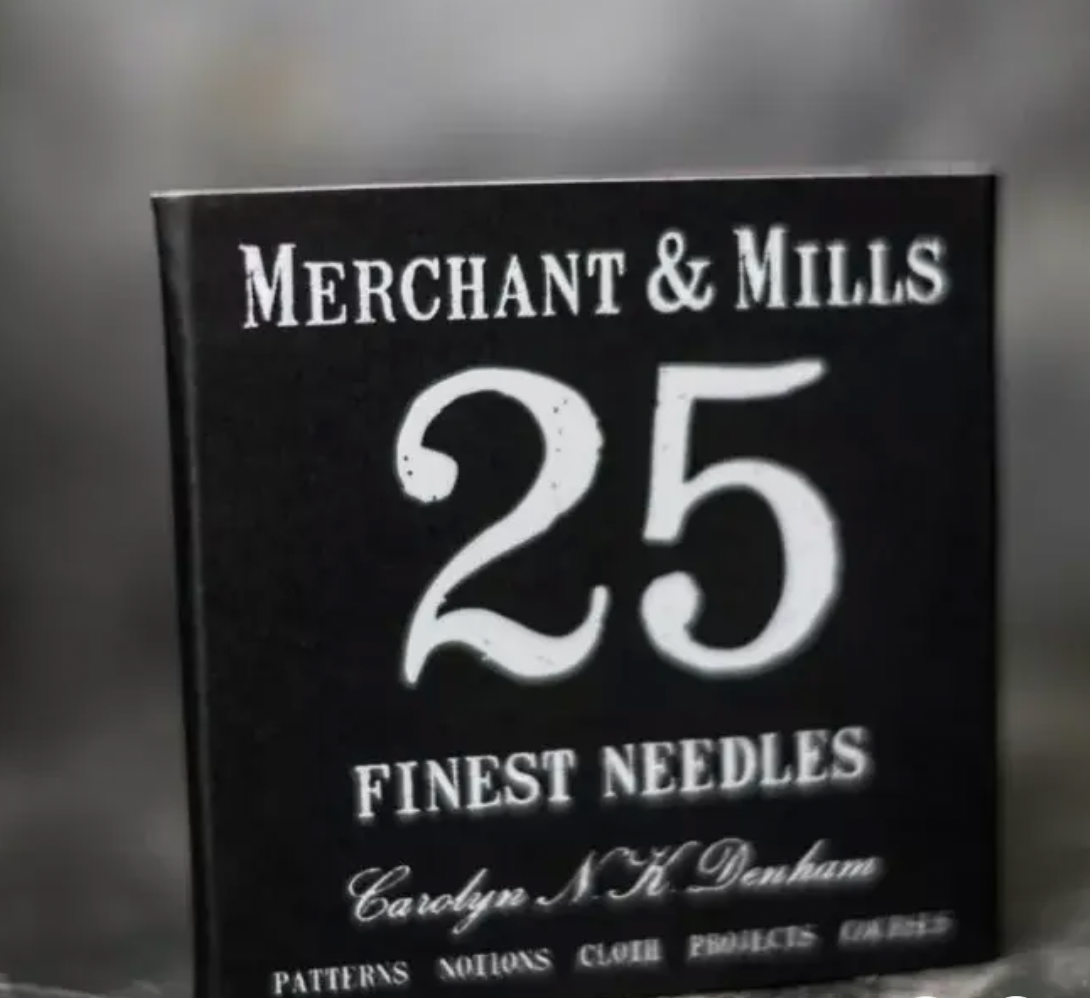 MERCHANT & MILLS
25
FINEST NEEDLES
Carolyn N.K. Denham
PATTERNS NOTIONS CLOTH PROJECTS COURSES